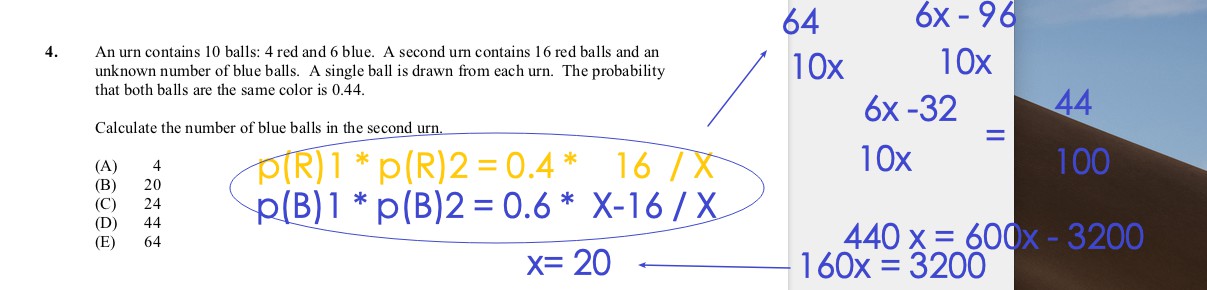 4. An urn contains 10 balls: 4 red and 6 blue. A second urn contains 16 red balls and an
unknown number of blue balls. A single ball is drawn from each urn. The probability
that both balls are the same color is 0.44.
Calculate the number of blue balls in the second urn.
(A) 4
(B) 20
(C) 24
(D) 44
(E) 64
p(R)1 * p(R)2 = 0.4 * 16 / X
p(B)1 * p(B)2 = 0.6 * X-16 / X
64 6x - 96
10x 10x
6x -32 = 44
10x 100
440 x = 600x - 3200
160x = 3200
x= 20